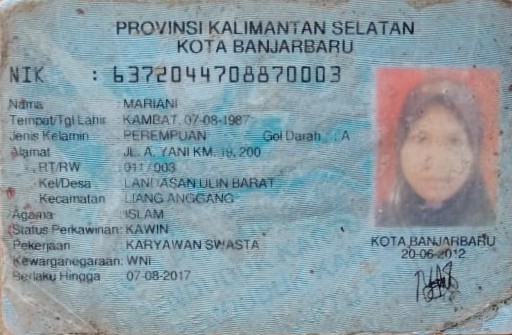 PROVINSI KALIMANTAN SELATAN
KOTA BANJARBARU
NIK : 6372044708870003
Nama : MARIANI
Tempat/Tgl Lahir : KAMBAT, 07-08-1987
Jenis Kelamin : PEREMPUAN Gol Darah : A
Alamat : JL. A. YANI KM. 19, 200
RT/RW : 011 / 003
Kel/Desa : LANDASAN ULIN BARAT
Kecamatan : LIANG ANGGANG
Agama : ISLAM
Status Perkawinan: KAWIN
Pekerjaan : KARYAWAN SWASTA
Kewarganegaraan: WNI
Berlaku Hingga : 07-08-2017
KOTA BANJARBARU
20-06-2012